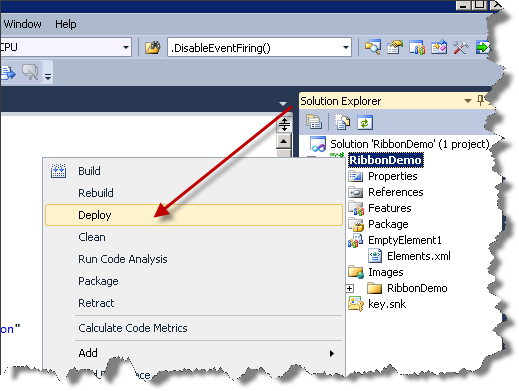 Window Help
CPU .DisableEventFiring()
Solution Explorer
Solution 'RibbonDemo' (1 project)
RibbonDemo
Properties
References
Features
Package
EmptyElement1
Elements.xml
Images
RibbonDemo
key.snk
Build
Rebuild
Deploy
Clean
Run Code Analysis
Package
Retract
Calculate Code Metrics
Add
on"